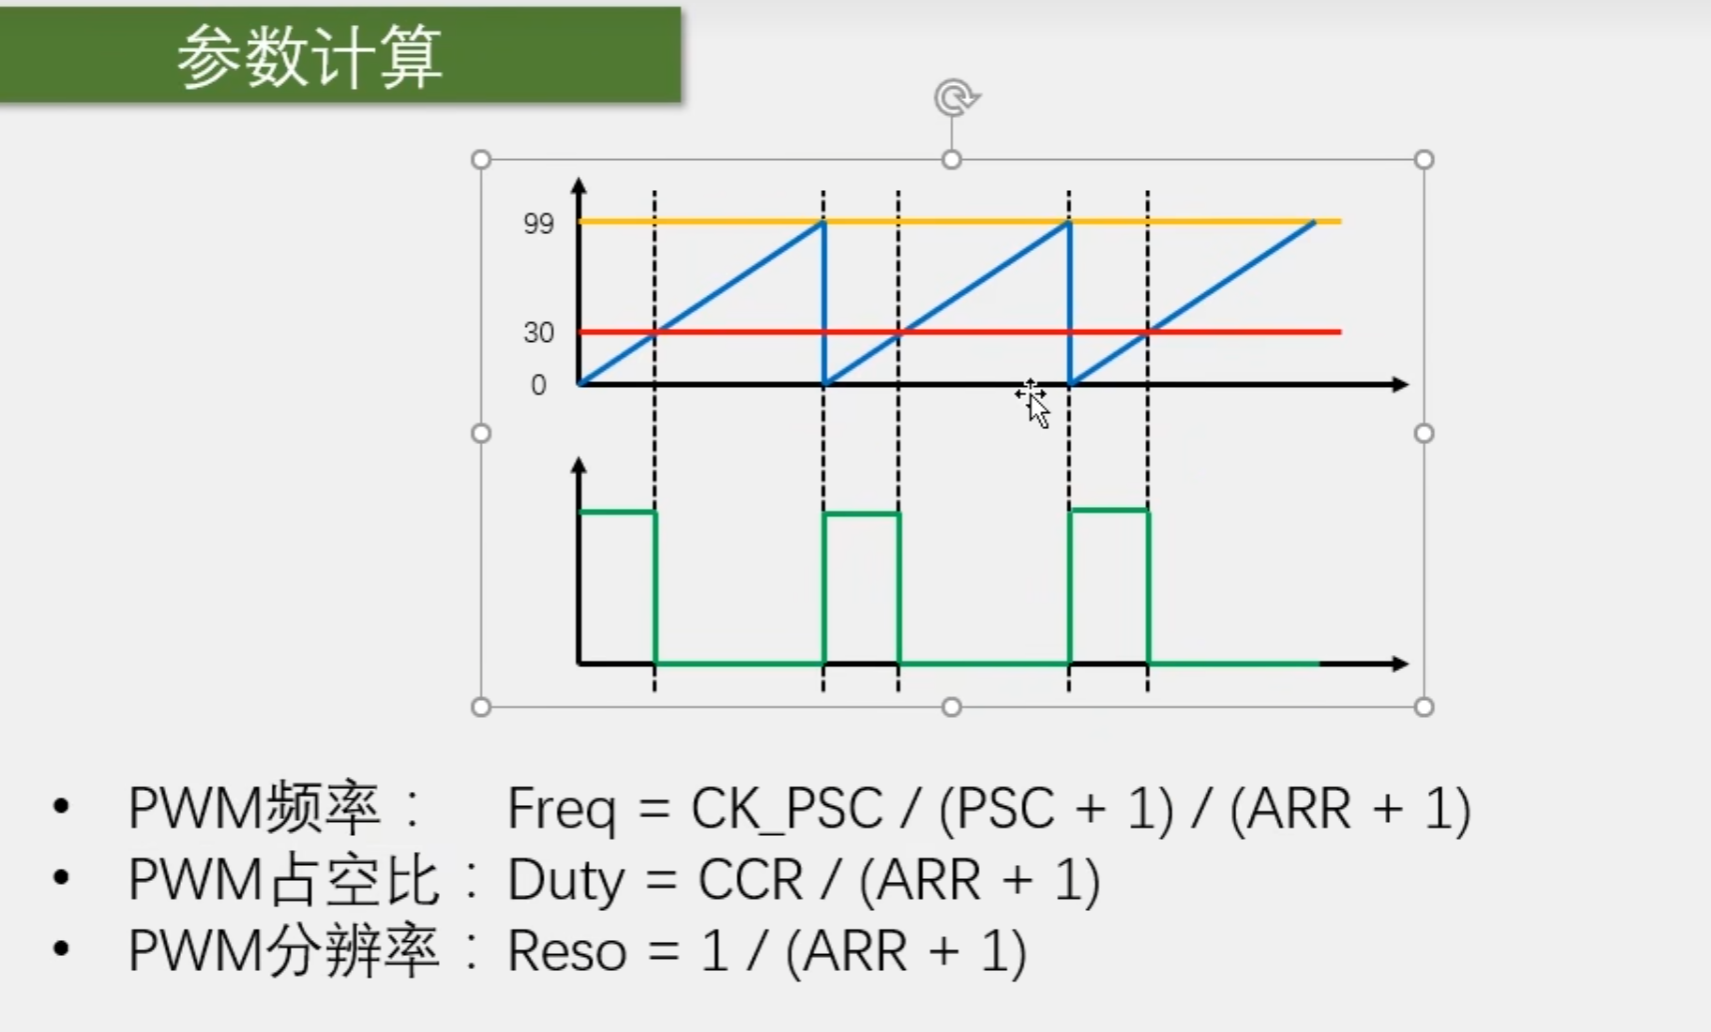 参数计算
99
30
0
• PWM频率： Freq = CK_PSC / (PSC + 1) / (ARR + 1)
• PWM占空比：Duty = CCR / (ARR + 1)
• PWM分辨率：Reso = 1 / (ARR + 1)